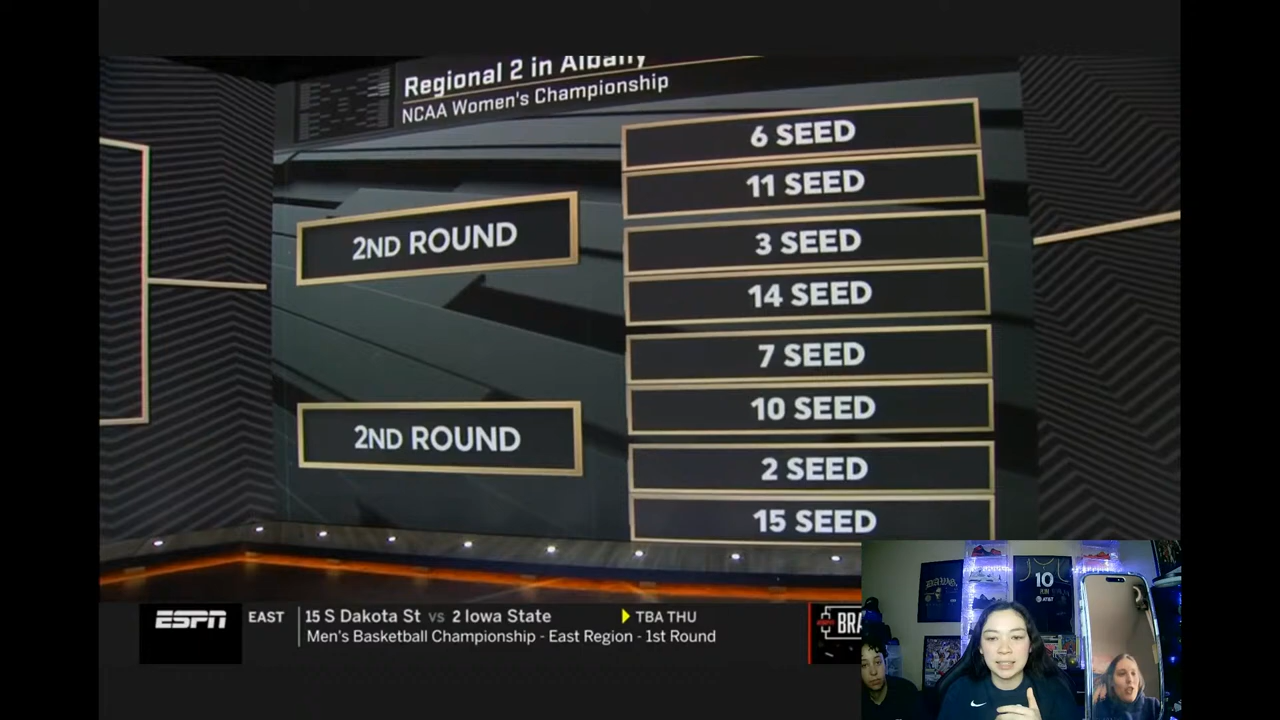 Regional 2 in Albany
NCAA Women's Championship
6 SEED
11 SEED
2ND ROUND
3 SEED
14 SEED
7 SEED
10 SEED
2ND ROUND
2 SEED
15 SEED
ESPN EAST 15 S Dakota St vs 2 Iowa State TBA THU
Men's Basketball Championship - East Region - 1st Round
BRA
10
AT&T